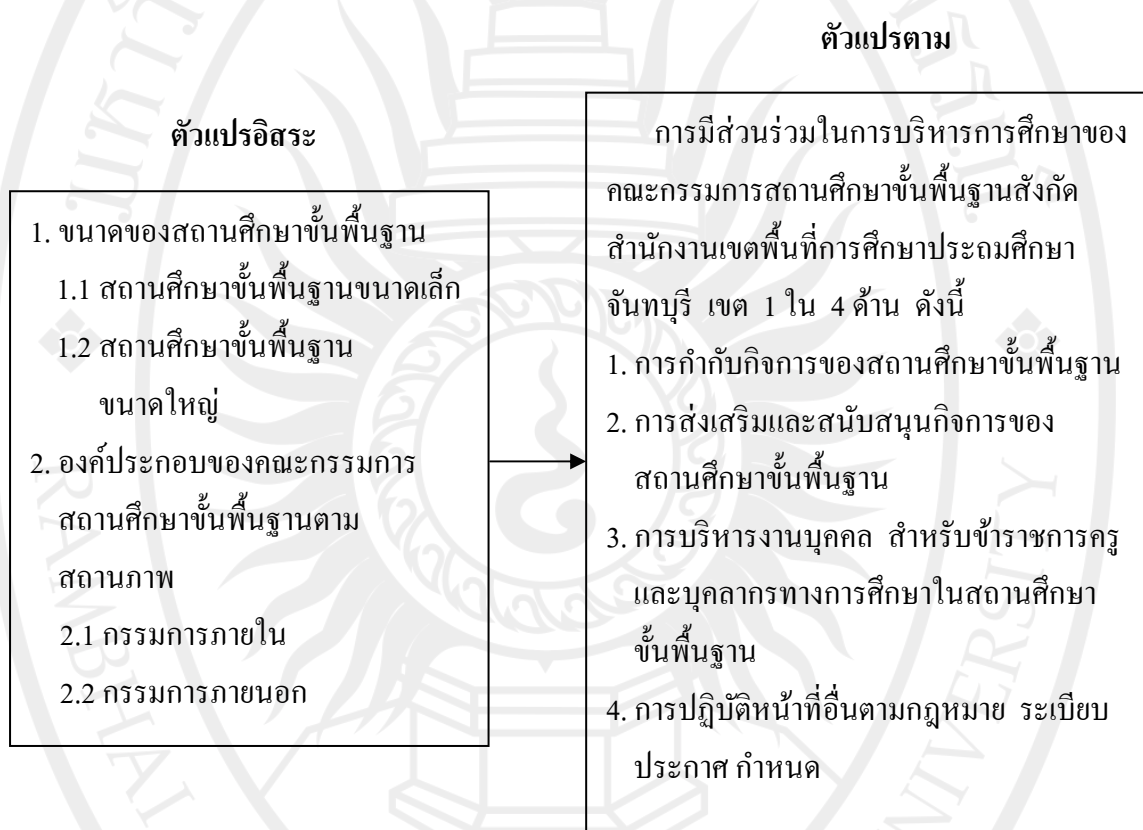 ตัวแปรอิสระ
1. ขนาดของสถานศึกษาขั้นพื้นฐาน
1.1 สถานศึกษาขั้นพื้นฐานขนาดเล็ก
1.2 สถานศึกษาขั้นพื้นฐาน
ขนาดใหญ่
2. องค์ประกอบของคณะกรรมการ
สถานศึกษาขั้นพื้นฐานตาม
สถานภาพ
2.1 กรรมการภายใน
2.2 กรรมการภายนอก
ตัวแปรตาม
การมีส่วนร่วมในการบริหารการศึกษาของ
คณะกรรมการสถานศึกษาขั้นพื้นฐานสังกัด
สำนักงานเขตพื้นที่การศึกษาประถมศึกษา
จันทบุรี เขต 1 ใน 4 ด้าน ดังนี้
1. การกำกับกิจการของสถานศึกษาขั้นพื้นฐาน
2. การส่งเสริมและสนับสนุนกิจการของ
สถานศึกษาขั้นพื้นฐาน
3. การบริหารงานบุคคล สำหรับข้าราชการครู
และบุคลากรทางการศึกษาในสถานศึกษา
ขั้นพื้นฐาน
4. การปฏิบัติหน้าที่อื่นตามกฎหมาย ระเบียบ
ประกาศ กำหนด